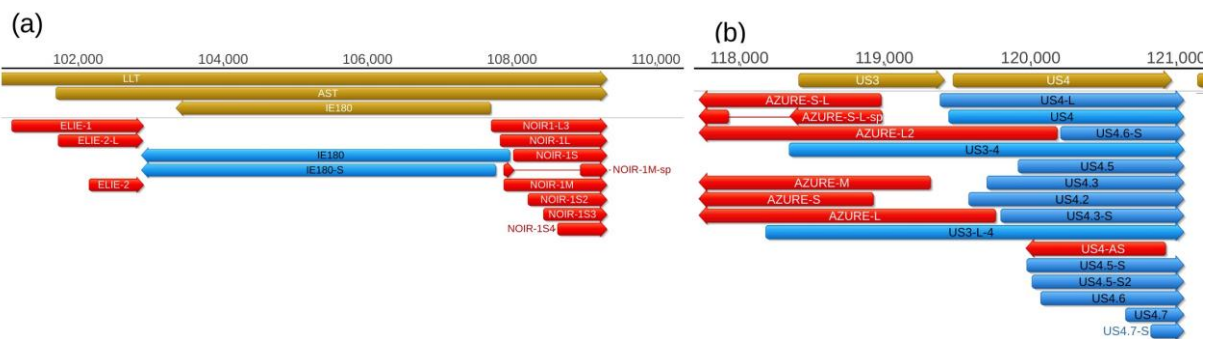 (a)
102,000 104,000 106,000 108,000 110,000
LLT
AST
IE180
ELIE-1 NOIR1-L3
ELIE-2-L NOIR-1L
IE180 NOIR-1S
IE180-S NOIR-1M-sp
ELIE-2 NOIR-1M
NOIR-1S2
NOIR-1S3
NOIR-1S4
(b)
118,000 119,000 120,000 121,000
US3 US4
AZURE-S-L US4-L
AZURE-S-L-sp US4
AZURE-L2 US4.6-S
US3-4
US4.5
AZURE-M US4.3
AZURE-S US4.2
AZURE-L US4.3-S
US3-L-4
US4-AS
US4.5-S
US4.5-S2
US4.6
US4.7
US4.7-S